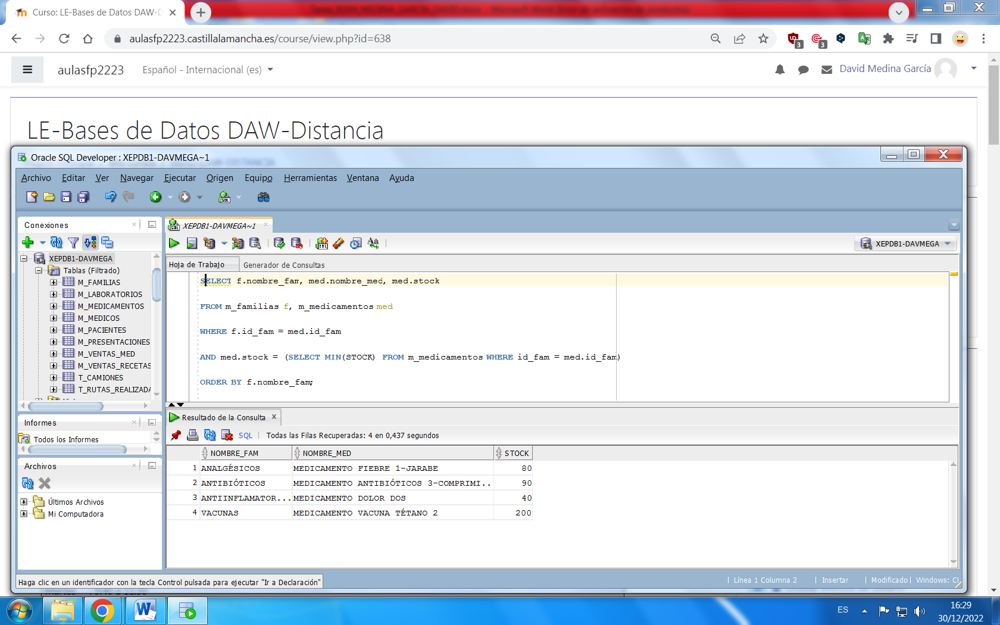 Curso: LE-Bases de Datos DAW-D
aulasfp2223.castillalamancha.es/course/view.php?id=638
3
3
aulasfp2223
Español - Internacional (es)
David Medina García
LE-Bases de Datos DAW-Distancia
Oracle SQL Developer : XEPDB1-DAVMEGA~1
Archivo Editar Ver Navegar Ejecutar Origen Equipo Herramientas Ventana Ayuda
Conexiones
XEPDB1-DAVMEGA~1
XEPDB1-DAVMEGA
XEPDB1-DAVMEGA
Tablas (Filtrado)
M_FAMILIAS
M_LABORATORIOS
M_MEDICAMENTOS
M_MEDICOS
M_PACIENTES
M_PRESENTACIONES
M_VENTAS_MED
M_VENTAS_RECETAS
T_CAMIONES
T_RUTAS_REALIZADA
Hoja de Trabajo Generador de Consultas
SELECT f.nombre_fam, med.nombre_med, med.stock
FROM m_familias f, m_medicamentos med
WHERE f.id_fam = med.id_fam
AND med.stock = (SELECT MIN(STOCK) FROM m_medicamentos WHERE id_fam = med.id_fam)
ORDER BY f.nombre_fam;
Informes
Todos los Informes
Archivos
Últimos Archivos
Mi Computadora
Resultado de la Consulta
SQL Todas las Filas Recuperadas: 4 en 0,437 segundos
NOMBRE_FAM NOMBRE_MED STOCK
1 ANALGÉSICOS MEDICAMENTO FIEBRE 1-JARABE 80
2 ANTIBIÓTICOS MEDICAMENTO ANTIBIÓTICOS 3-COMPRIMI... 90
3 ANTIINFLAMATOR... MEDICAMENTO DOLOR DOS 40
4 VACUNAS MEDICAMENTO VACUNA TÉTANO 2 200
Haga clic en un identificador con la tecla Control pulsada para ejecutar "Ir a Declaración"
Línea 1 Columna 2 Insertar Modificado Windows: C
ES
16:29
30/12/2022